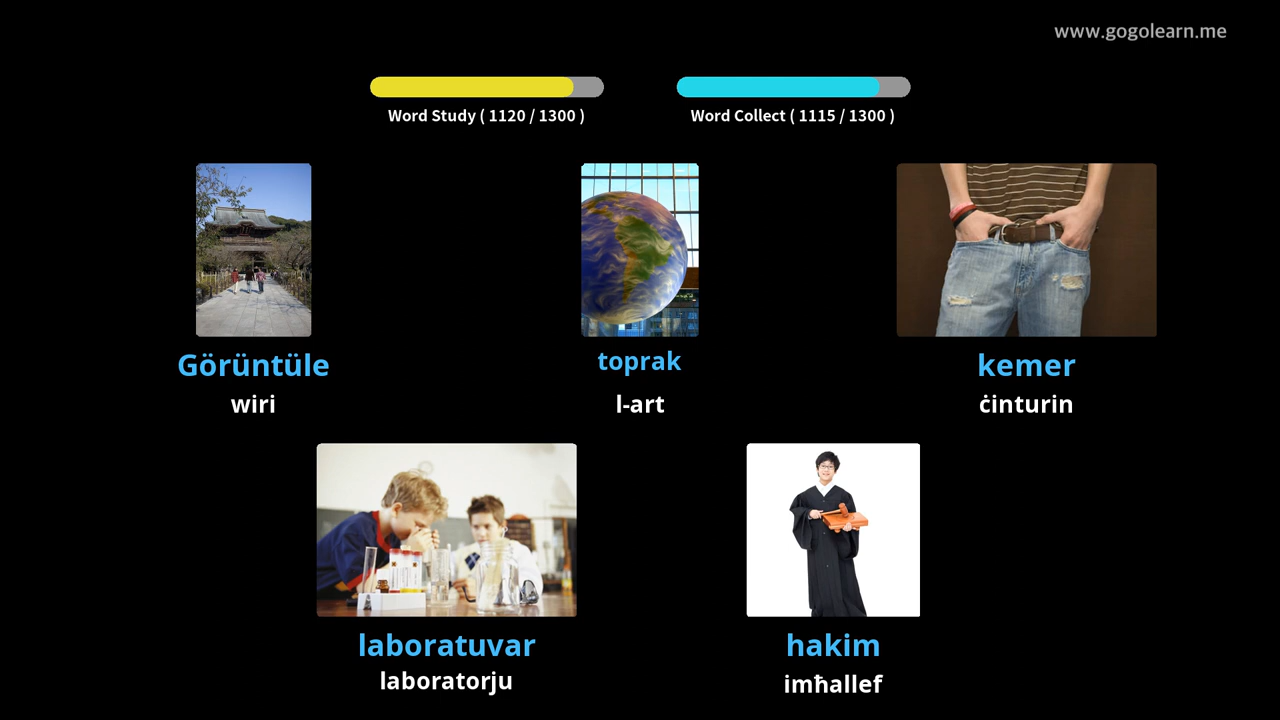 www.gogolearn.me
Word Study ( 1120 / 1300 )
Word Collect ( 1115 / 1300 )
Görüntüle
wiri
toprak
l-art
kemer
ċinturin
laboratuvar
laboratorju
hakim
imħallef